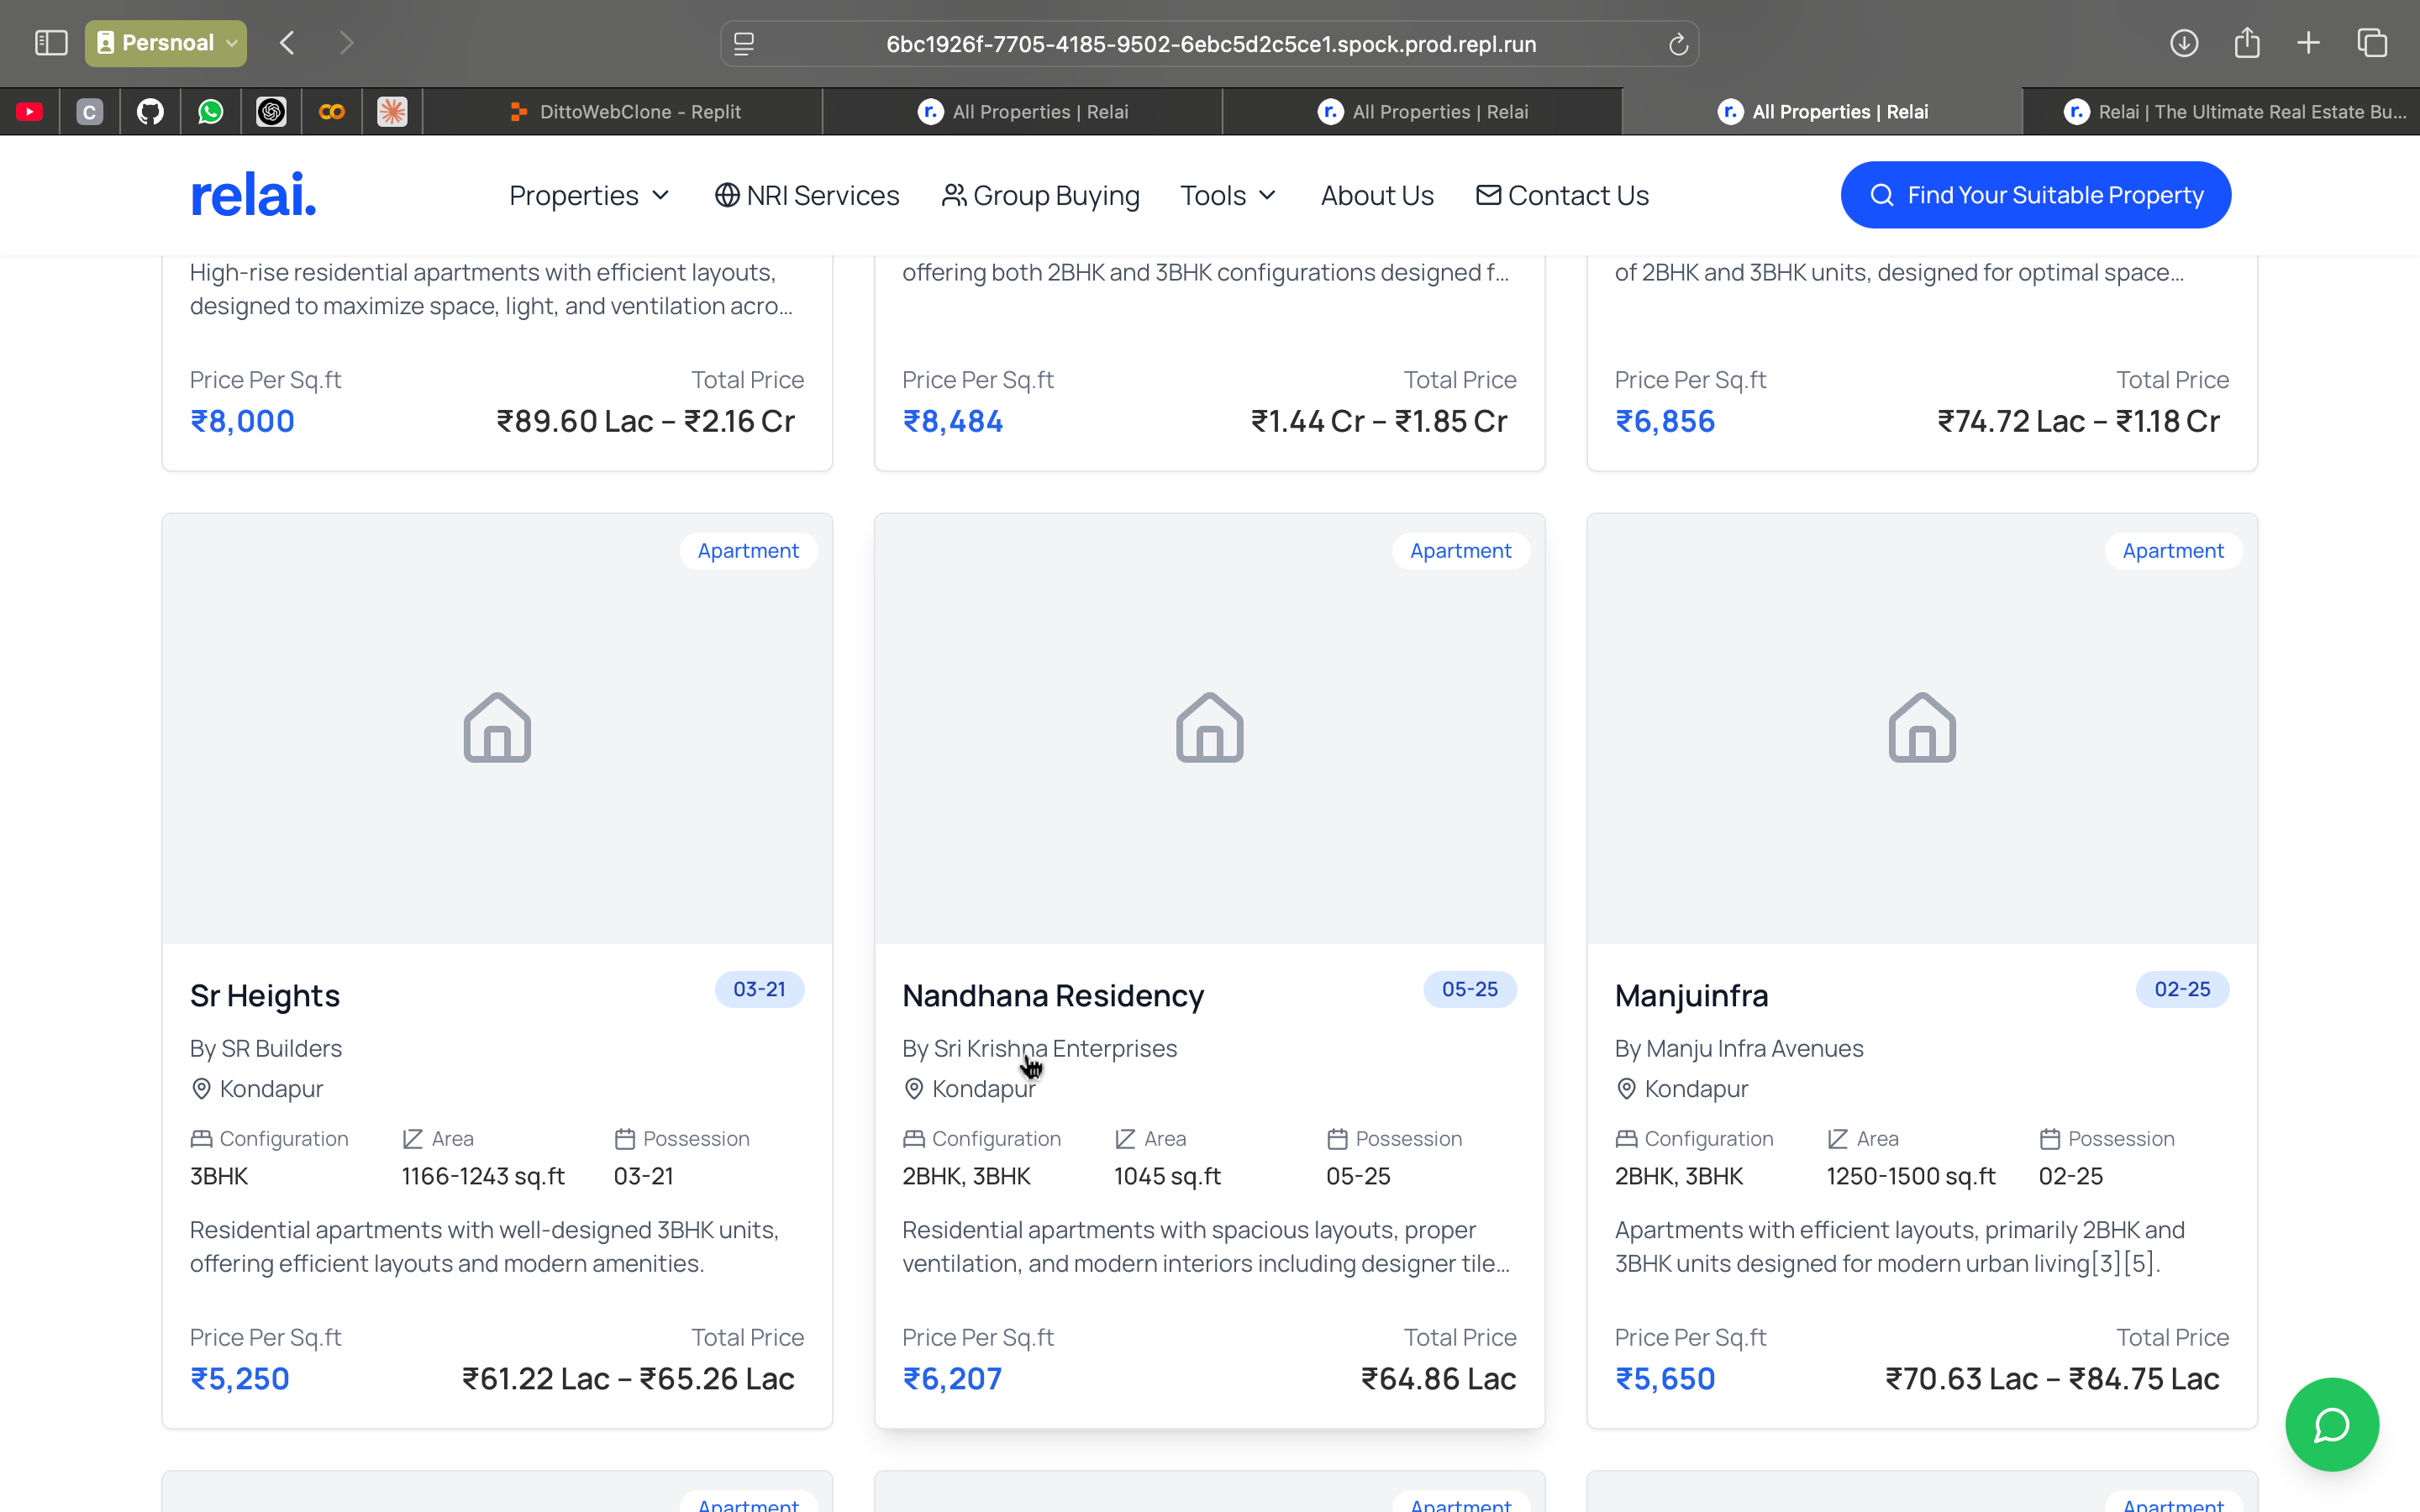 Persnoal
6bc1926f-7705-4185-9502-6ebc5d2c5ce1.spock.prod.repl.run
C
DittoWebClone - Replit
r. All Properties | Relai
r. All Properties | Relai
r. All Properties | Relai
r. Relai | The Ultimate Real Estate Bu...
relai.
Properties
NRI Services
Group Buying
Tools
About Us
Contact Us
Find Your Suitable Property
High-rise residential apartments with efficient layouts,
designed to maximize space, light, and ventilation acro...
Price Per Sq.ft Total Price
₹8,000 ₹89.60 Lac – ₹2.16 Cr
offering both 2BHK and 3BHK configurations designed f...
Price Per Sq.ft Total Price
₹8,484 ₹1.44 Cr – ₹1.85 Cr
of 2BHK and 3BHK units, designed for optimal space...
Price Per Sq.ft Total Price
₹6,856 ₹74.72 Lac – ₹1.18 Cr
Apartment
Sr Heights 03-21
By SR Builders
Kondapur
Configuration Area Possession
3BHK 1166-1243 sq.ft 03-21
Residential apartments with well-designed 3BHK units,
offering efficient layouts and modern amenities.
Price Per Sq.ft Total Price
₹5,250 ₹61.22 Lac – ₹65.26 Lac
Apartment
Nandhana Residency 05-25
By Sri Krishna Enterprises
Kondapur
Configuration Area Possession
2BHK, 3BHK 1045 sq.ft 05-25
Residential apartments with spacious layouts, proper
ventilation, and modern interiors including designer tile...
Price Per Sq.ft Total Price
₹6,207 ₹64.86 Lac
Apartment
Manjuinfra 02-25
By Manju Infra Avenues
Kondapur
Configuration Area Possession
2BHK, 3BHK 1250-1500 sq.ft 02-25
Apartments with efficient layouts, primarily 2BHK and
3BHK units designed for modern urban living[3][5].
Price Per Sq.ft Total Price
₹5,650 ₹70.63 Lac – ₹84.75 Lac
Apartment
Apartment
Apartment